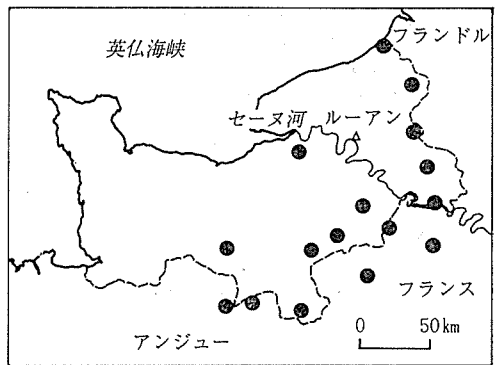 フランドル
英仏海峡
セーヌ河 ルーアン
フランス
アンジュー
0 50km